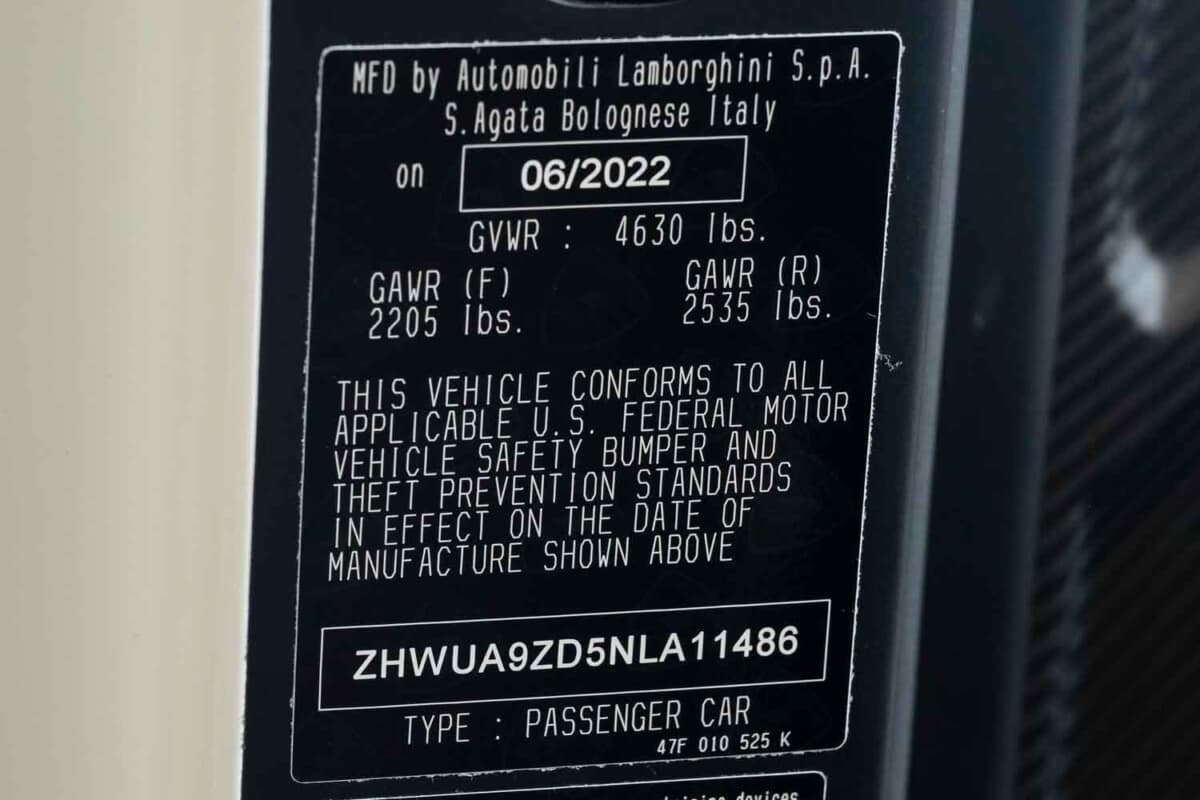 MFD by Automobili Lamborghini S.p.A.
S.Agata Bolognese Italy
on 06/2022
GVWR : 4630 lbs.
GAWR (F) GAWR (R)
2205 lbs. 2535 lbs.
THIS VEHICLE CONFORMS TO ALL
APPLICABLE U.S. FEDERAL MOTOR
VEHICLE SAFETY BUMPER AND
THEFT PREVENTION STANDARDS
IN EFFECT ON THE DATE OF
MANUFACTURE SHOWN ABOVE
ZHWUA9ZD5NLA11486
TYPE : PASSENGER CAR
47F 010 525 K
devices